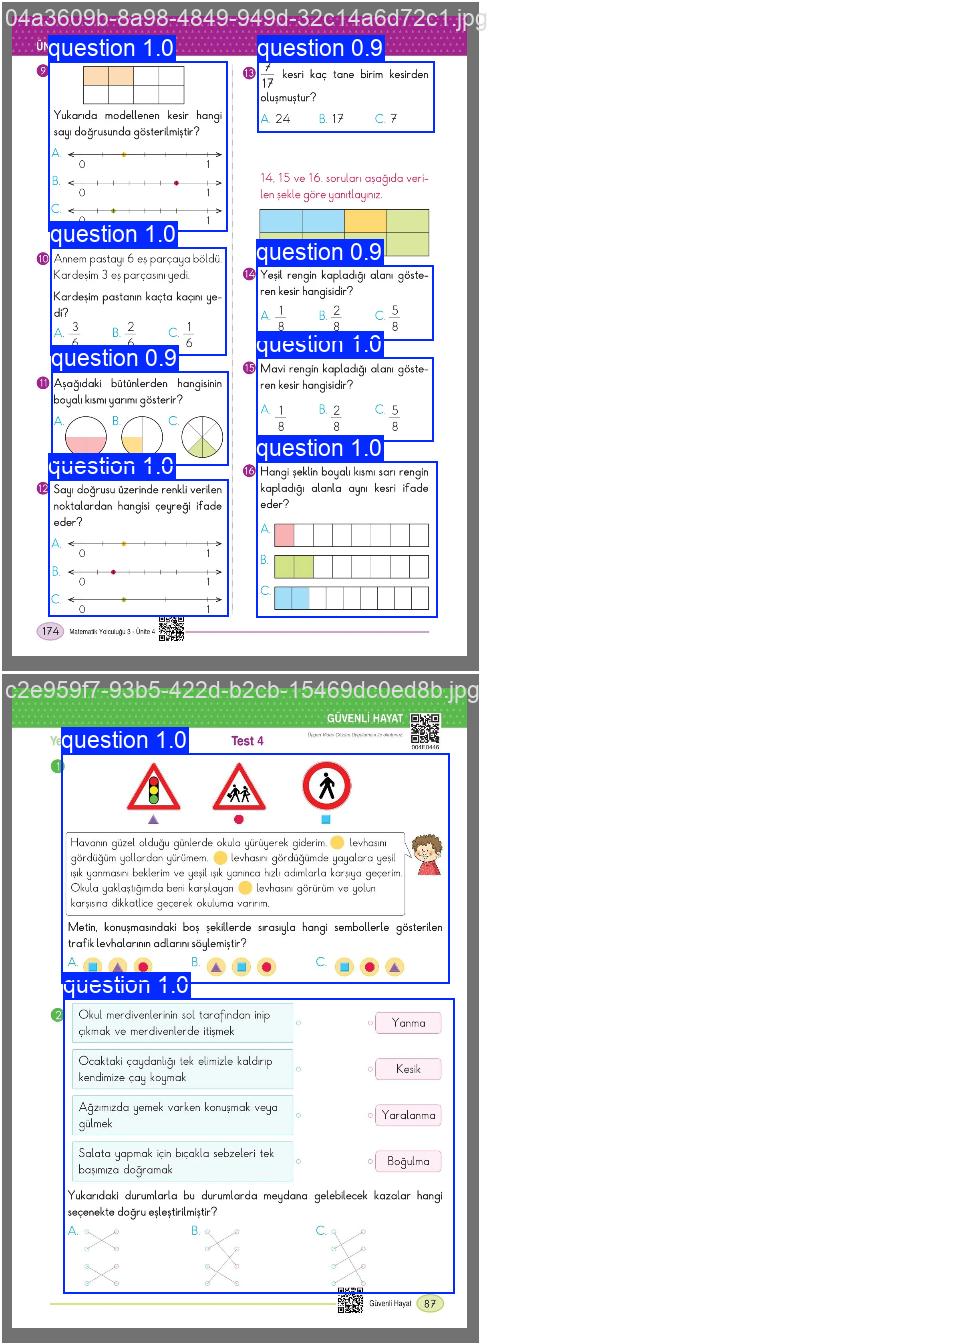 04a3609b-8a98-4849-949d-32c14a6d72c1.jpg
question 1.0
9
Yukarıda modellenen kesir hangi
sayı doğrusunda gösterilmiştir?
A.
0 1
B.
0 1
C.
0 1
question 1.0
10
Annem pastayı 6 eş parçaya böldü.
Kardeşim 3 eş parçasını yedi.
Kardeşim pastanın kaçta kaçını ye-
di?
A. 3/6 B. 2/6 C. 1/6
question 0.9
11
Aşağıdaki bütünlerden hangisinin
boyalı kısmı yarımı gösterir?
A. B. C.
question 1.0
12
Sayı doğrusu üzerinde renkli verilen
noktalardan hangisi çeyreği ifade
eder?
A.
0 1
B.
0 1
C.
0 1
174 Matematik Yolculuğu 3 - Ünite 4
question 0.9
13
7/17 kesri kaç tane birim kesirden
oluşmuştur?
A. 24 B. 17 C. 7
14, 15 ve 16. soruları aşağıda veri-
len şekle göre yanıtlayınız.
question 0.9
14
Yeşil rengin kapladığı alanı göste-
ren kesir hangisidir?
A. 1/8 B. 2/8 C. 5/8
question 1.0
15
Mavi rengin kapladığı alanı göste-
ren kesir hangisidir?
A. 1/8 B. 2/8 C. 5/8
question 1.0
16
Hangi şeklin boyalı kısmı sarı rengin
kapladığı alanla aynı kesri ifade
eder?
A.
B.
C.
c2e959f7-93b5-422d-b2cb-15469dc0ed8b.jpg
GÜVENLİ HAYAT
question 1.0
Test 4
004E0446
1
Havanın güzel olduğu günlerde okula yürüyerek giderim. levhasını
gördüğüm yollardan yürümem. levhasını gördüğümde yayalara yeşil
ışık yanmasını beklerim ve yeşil ışık yanınca hızlı adımlarla karşıya geçerim.
Okula yaklaştığımda beni karşılayan levhasını görürüm ve yolun
karşısına dikkatlice geçerek okuluma varırım.
Metin, konuşmasındaki boş şekillerde sırasıyla hangi sembollerle gösterilen
trafik levhalarının adlarını söylemiştir?
A. B. C.
question 1.0
2
Okul merdivenlerinin sol tarafından inip
çıkmak ve merdivenlerde itişmek
Yanma
Ocaktaki çaydanlığı tek elimizle kaldırıp
kendimize çay koymak
Kesik
Ağzımızda yemek varken konuşmak veya
gülmek
Yaralanma
Salata yapmak için bıçakla sebzeleri tek
başımıza doğramak
Boğulma
Yukarıdaki durumlarla bu durumlarda meydana gelebilecek kazalar hangi
seçenekte doğru eşleştirilmiştir?
A. B. C.
Güvenli Hayat 87